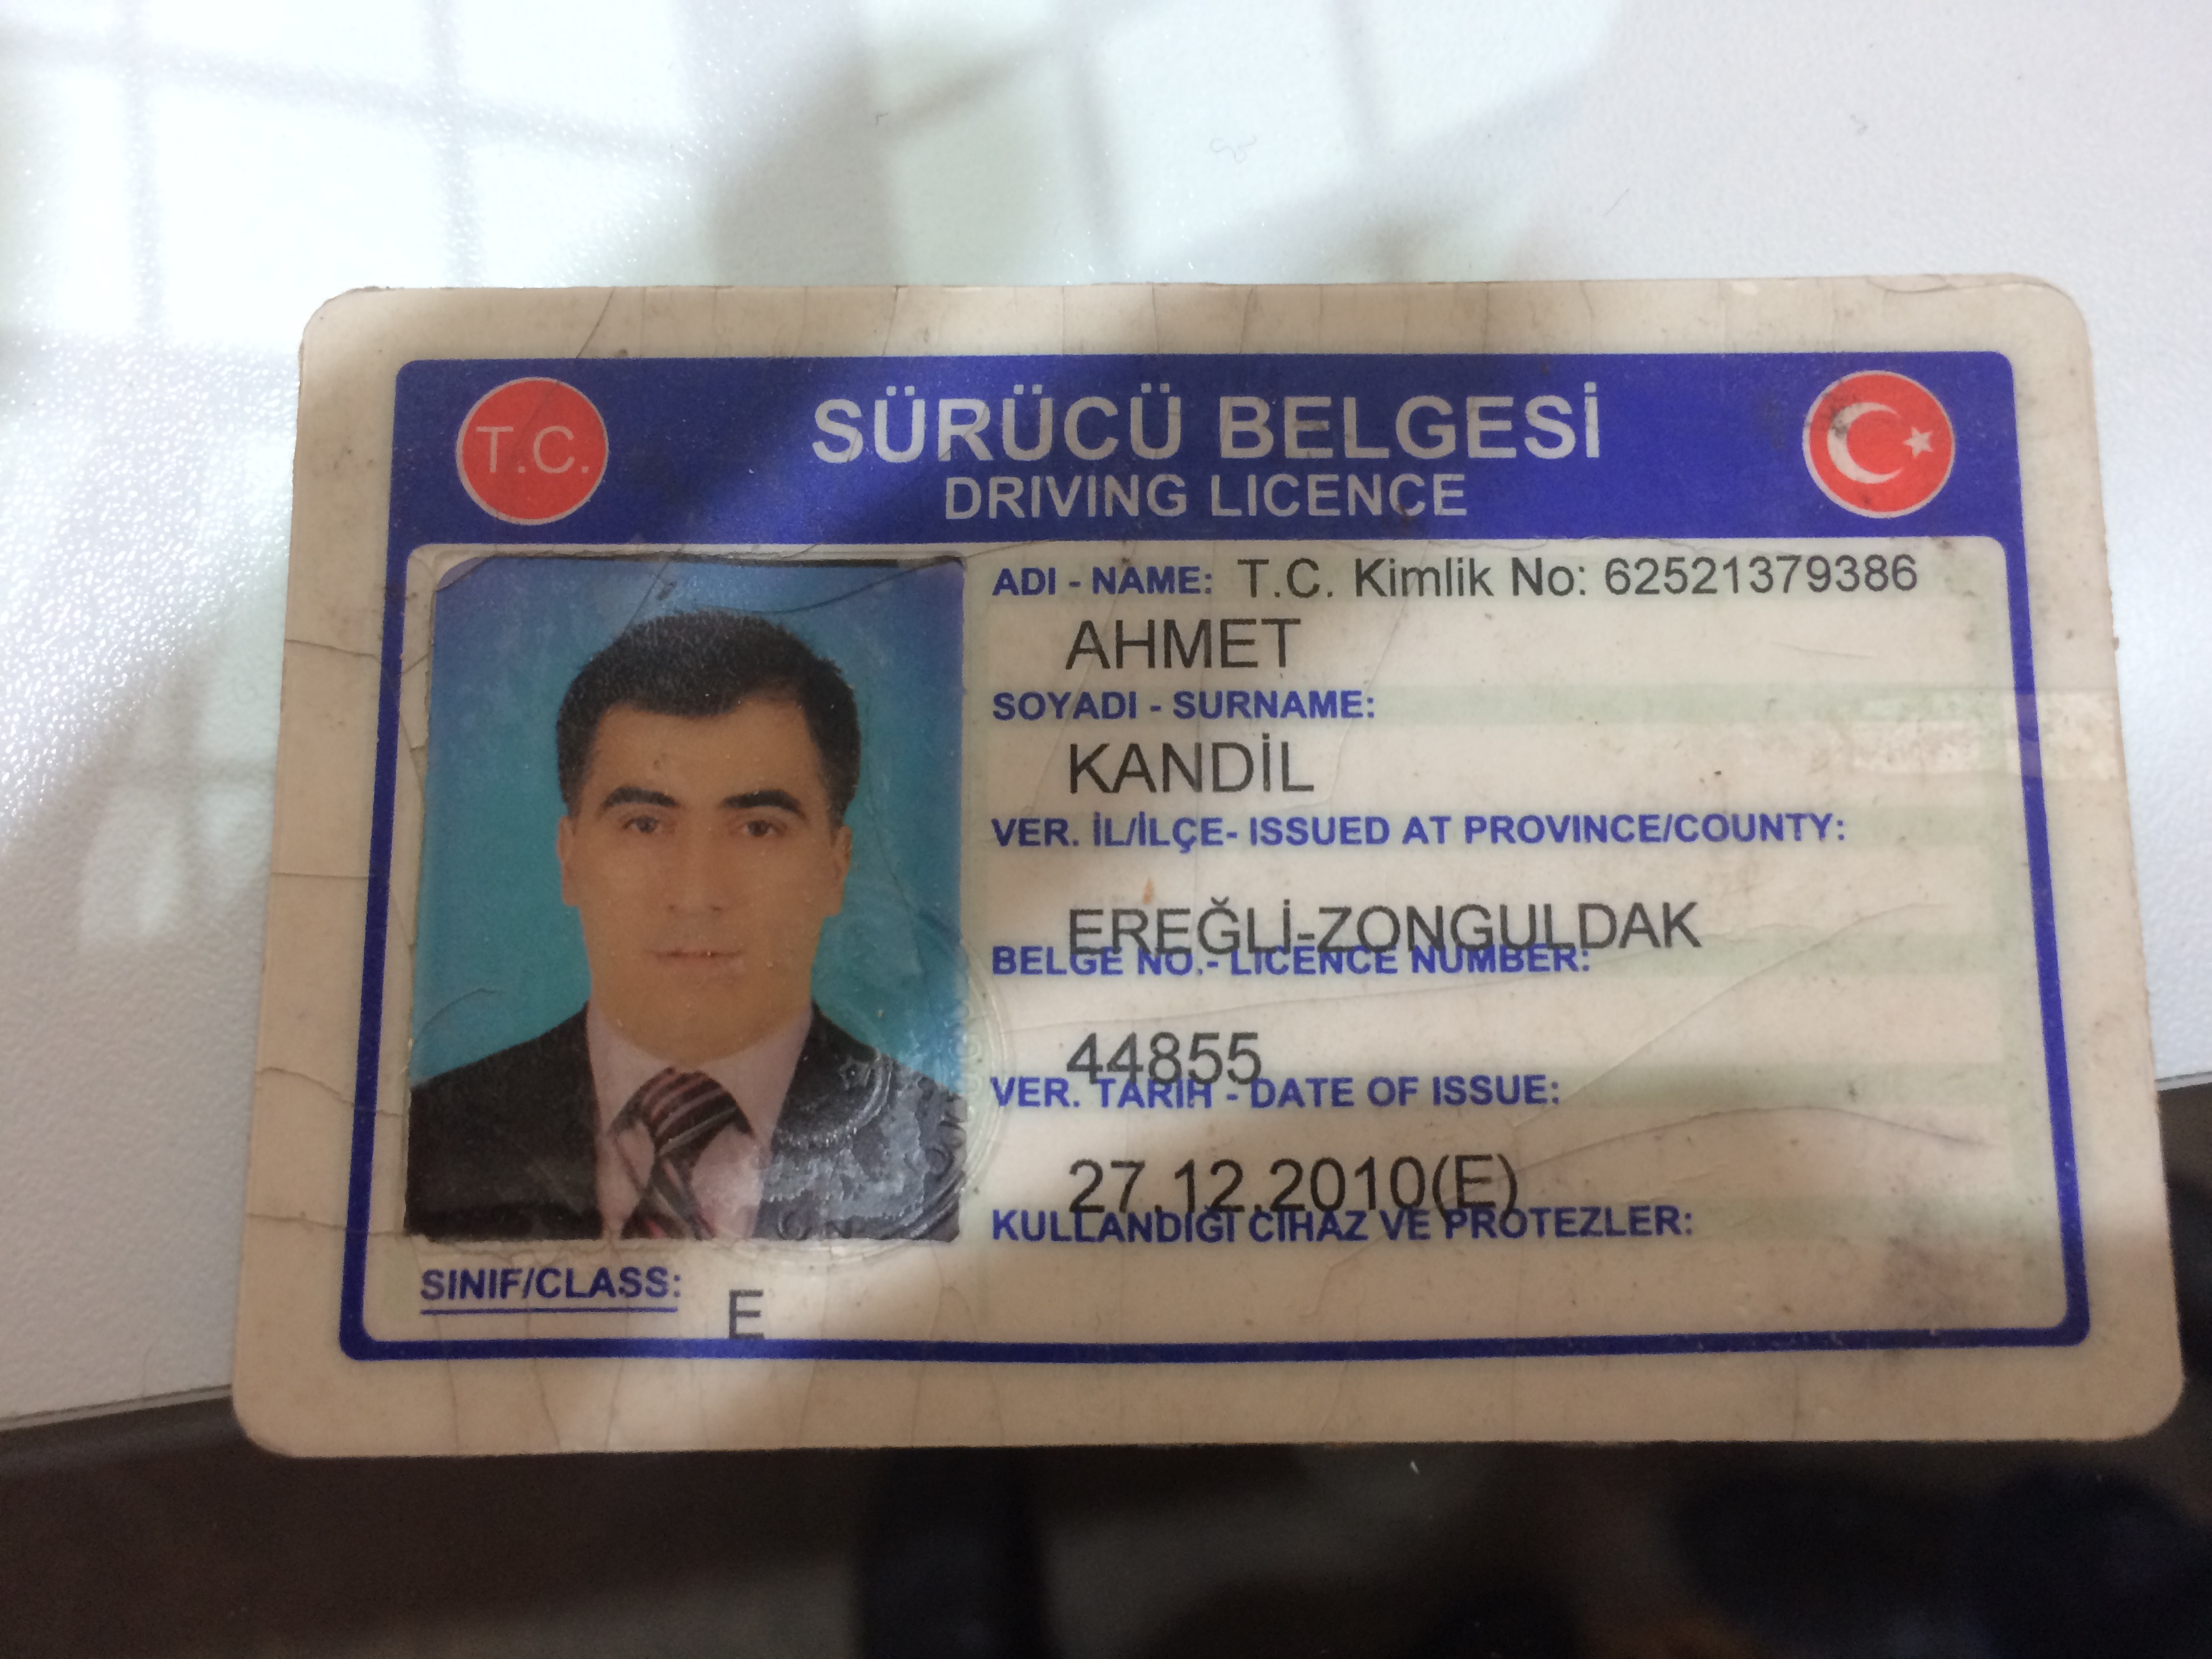 T.C.
SÜRÜCÜ BELGESİ
DRIVING LICENCE
ADI - NAME: T.C. Kimlik No: 62521379386
AHMET
SOYADI - SURNAME:
KANDİL
VER. İL/İLÇE- ISSUED AT PROVINCE/COUNTY:
EREĞLİ-ZONGULDAK
BELGE NO.- LICENCE NUMBER:
44855
VER. TARİH - DATE OF ISSUE:
27.12.2010(E)
KULLANDIĞI CİHAZ VE PROTEZLER:
SINIF/CLASS: E